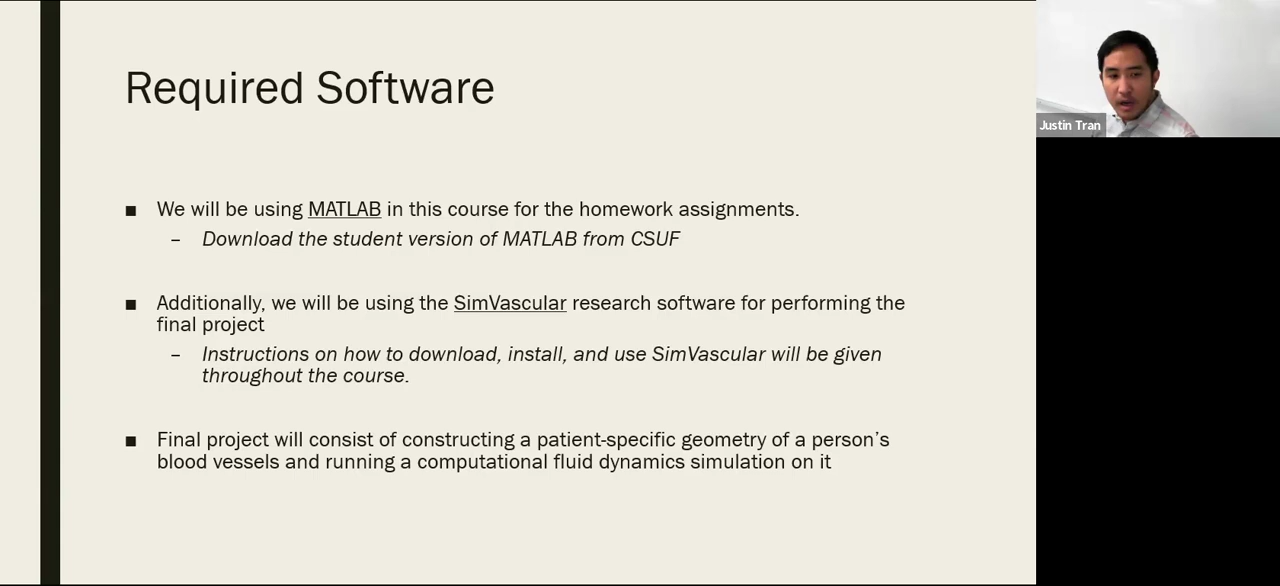 Required Software
■ We will be using MATLAB in this course for the homework assignments.
– Download the student version of MATLAB from CSUF
■ Additionally, we will be using the SimVascular research software for performing the
final project
– Instructions on how to download, install, and use SimVascular will be given
throughout the course.
■ Final project will consist of constructing a patient-specific geometry of a person’s
blood vessels and running a computational fluid dynamics simulation on it
Justin Tran